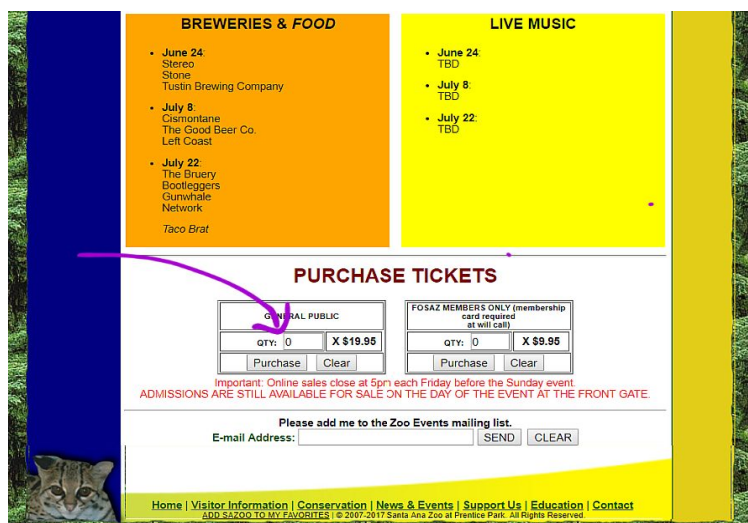 BREWERIES & FOOD
• June 24:
Stereo
Stone
Tustin Brewing Company
• July 8:
Cismontane
The Good Beer Co.
Left Coast
• July 22:
The Bruery
Bootleggers
Gunwhale
Network
Taco Brat
LIVE MUSIC
• June 24:
TBD
• July 8:
TBD
• July 22:
TBD
PURCHASE TICKETS
GENERAL PUBLIC
QTY: 0 X $19.95
Purchase Clear
FOSAZ MEMBERS ONLY (membership
card required
at will call)
QTY: 0 X $9.95
Purchase Clear
Important: Online sales close at 5pm each Friday before the Sunday event.
ADMISSIONS ARE STILL AVAILABLE FOR SALE ON THE DAY OF THE EVENT AT THE FRONT GATE.
Please add me to the Zoo Events mailing list.
E-mail Address: SEND CLEAR
Home | Visitor Information | Conservation | News & Events | Support Us | Education | Contact
ADD SAZOO TO MY FAVORITES | © 2007-2017 Santa Ana Zoo at Prentice Park. All Rights Reserved.